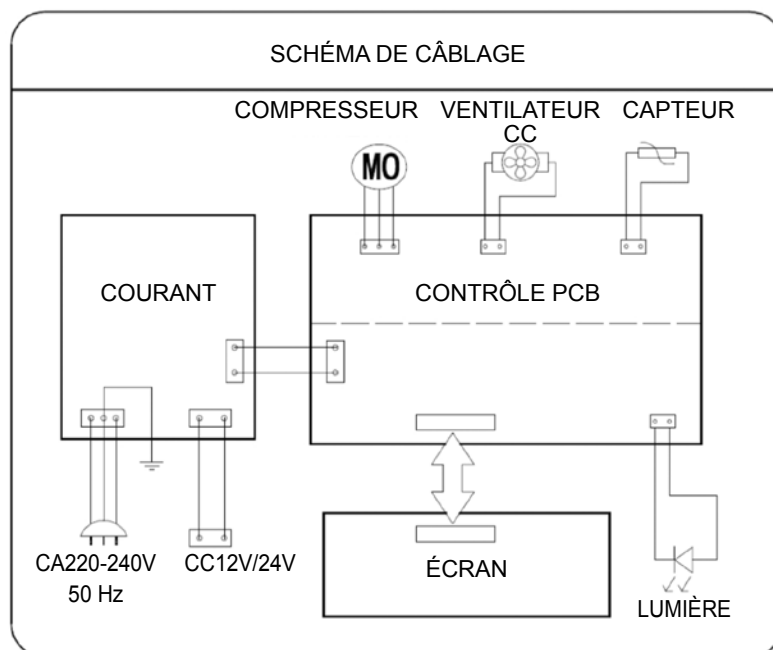 SCHÉMA DE CÂBLAGE
COMPRESSEUR
VENTILATEUR
CC
CAPTEUR
MO
COURANT
CONTRÔLE PCB
CA220-240V
50 Hz
CC12V/24V
ÉCRAN
LUMIÈRE